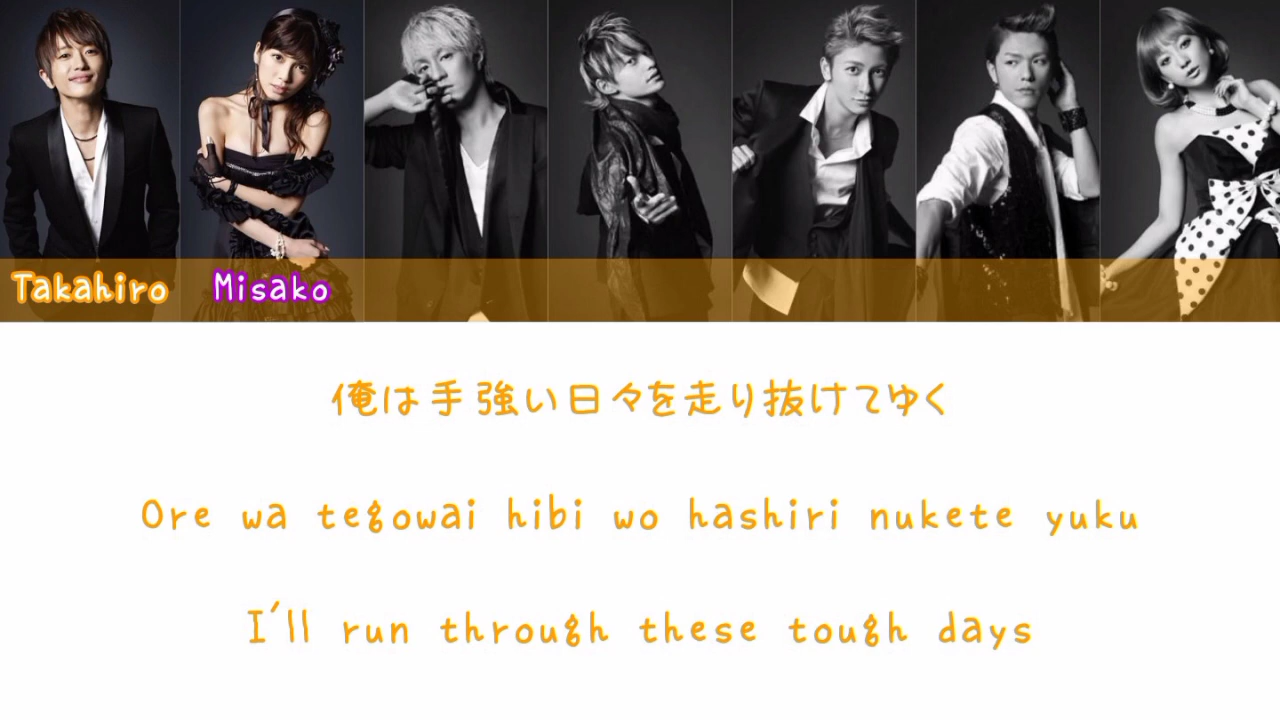 Takahiro Misako
俺は手強い日々を走り抜けてゆく
Ore wa tegowai hibi wo hashiri nukete yuku
I'll run through these tough days